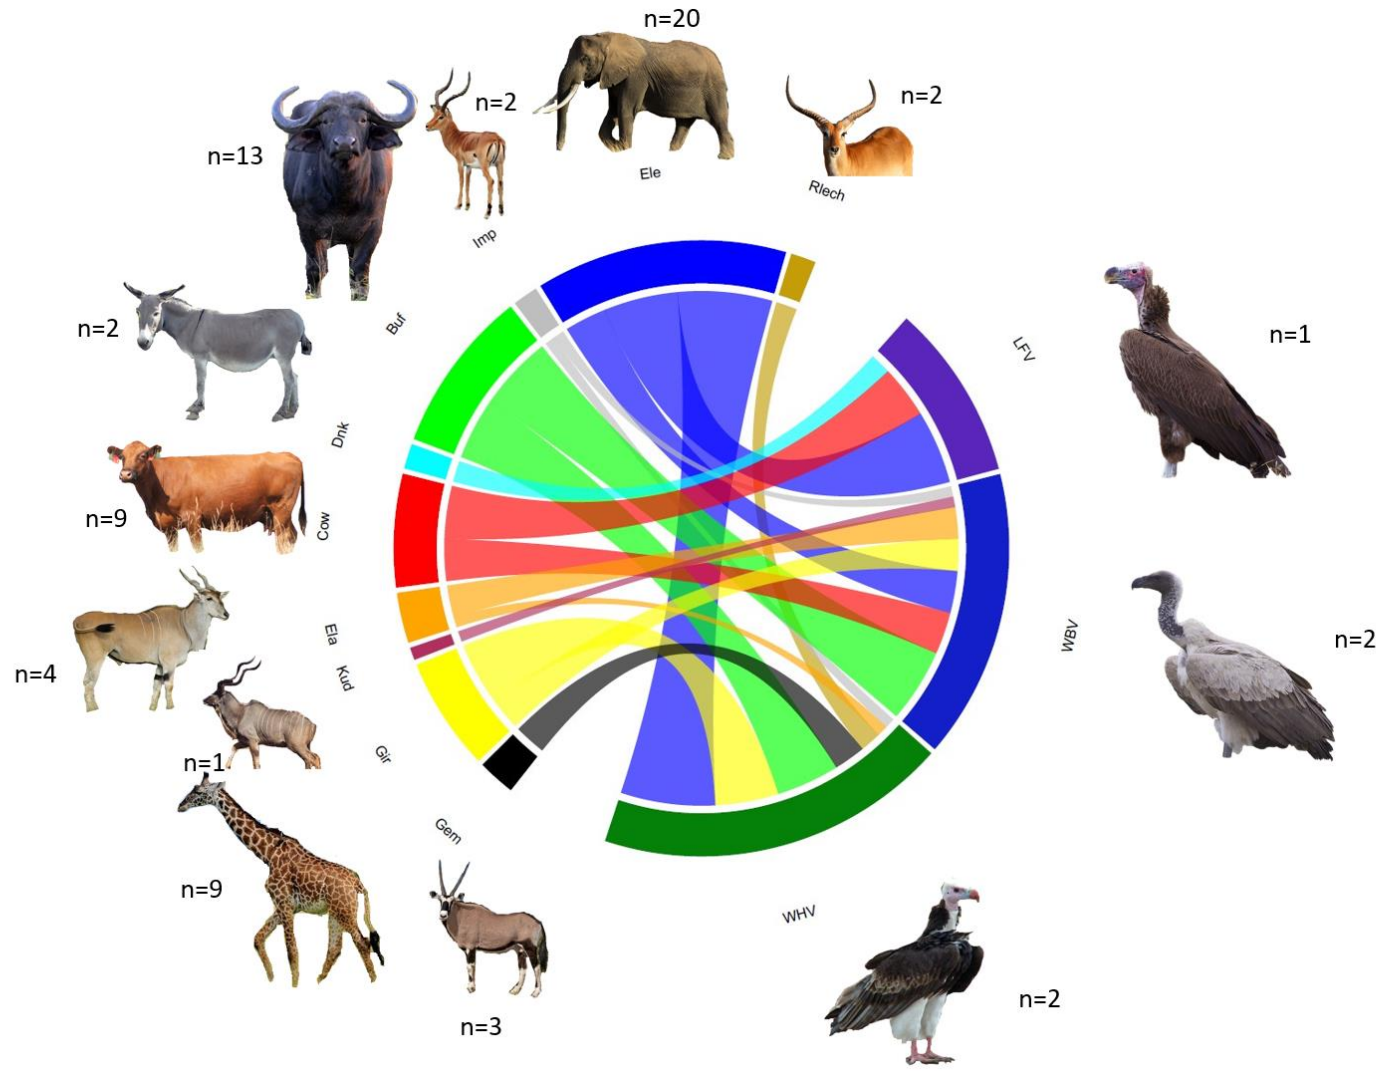 n=20
n=2
n=2
n=13
Ele
Rlech
Imp
n=2
Buf
n=1
LFV
Dnk
n=9
Cow
Ela
WBV
n=2
n=4
Kud
Gir
n=1
n=9
Gem
WHV
n=2
n=3